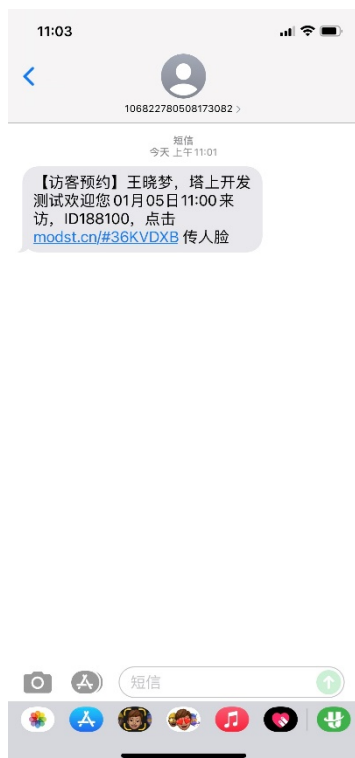 11:03
106822780508173082 >
短信
今天 上午 11:01
【访客预约】王晓梦，塔上开发
测试欢迎您 01月05日11:00 来
访，ID188100，点击
modst.cn/#36KVDXB 传人脸
短信